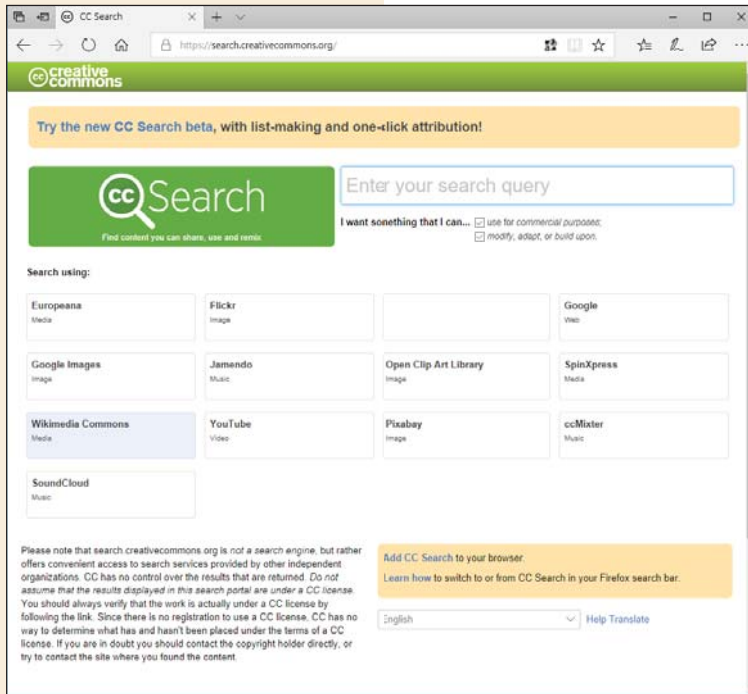 CC Search
https://search.creativecommons.org/
cc creative
commons
Try the new CC Search beta, with list-making and one-click attribution!
cc Search
Find content you can share, use and remix
Enter your search query
I want something that I can... use for commercial purposes;
modify, adapt, or build upon.
Search using:
Europeana
Media
Flickr
Image
Google
Web
Google Images
Image
Jamendo
Music
Open Clip Art Library
Image
SpinXpress
Media
Wikimedia Commons
Media
YouTube
Video
Pixabay
Image
ccMixter
Music
SoundCloud
Music
Please note that search.creativecommons.org is not a search engine, but rather
offers convenient access to search services provided by other independent
organizations. CC has no control over the results that are returned. Do not
assume that the results displayed in this search portal are under a CC license.
You should always verify that the work is actually under a CC license by
following the link. Since there is no registration to use a CC license, CC has no
way to determine what has and hasn't been placed under the terms of a CC
license. If you are in doubt you should contact the copyright holder directly, or
try to contact the site where you found the content.
Add CC Search to your browser.
Learn how to switch to or from CC Search in your Firefox search bar.
English
Help Translate